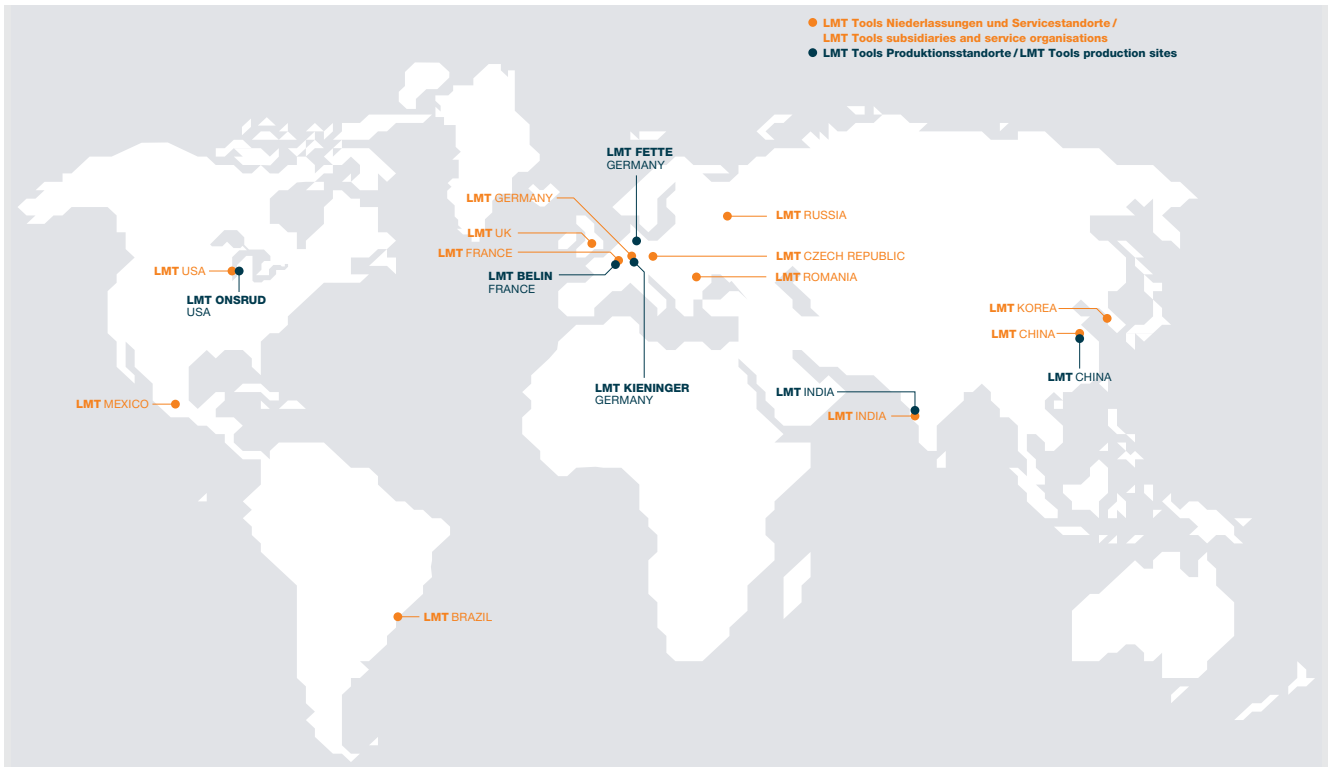 LMT Tools Niederlassungen und Servicestandorte /
LMT Tools subsidiaries and service organisations
LMT Tools Produktionsstandorte / LMT Tools production sites
LMT FETTE
GERMANY
LMT GERMANY
LMT RUSSIA
LMT UK
LMT FRANCE
LMT CZECH REPUBLIC
LMT USA
LMT BELIN
FRANCE
LMT ROMANIA
LMT ONSRUD
USA
LMT KOREA
LMT CHINA
LMT CHINA
LMT KIENINGER
GERMANY
LMT INDIA
LMT MEXICO
LMT INDIA
LMT BRAZIL